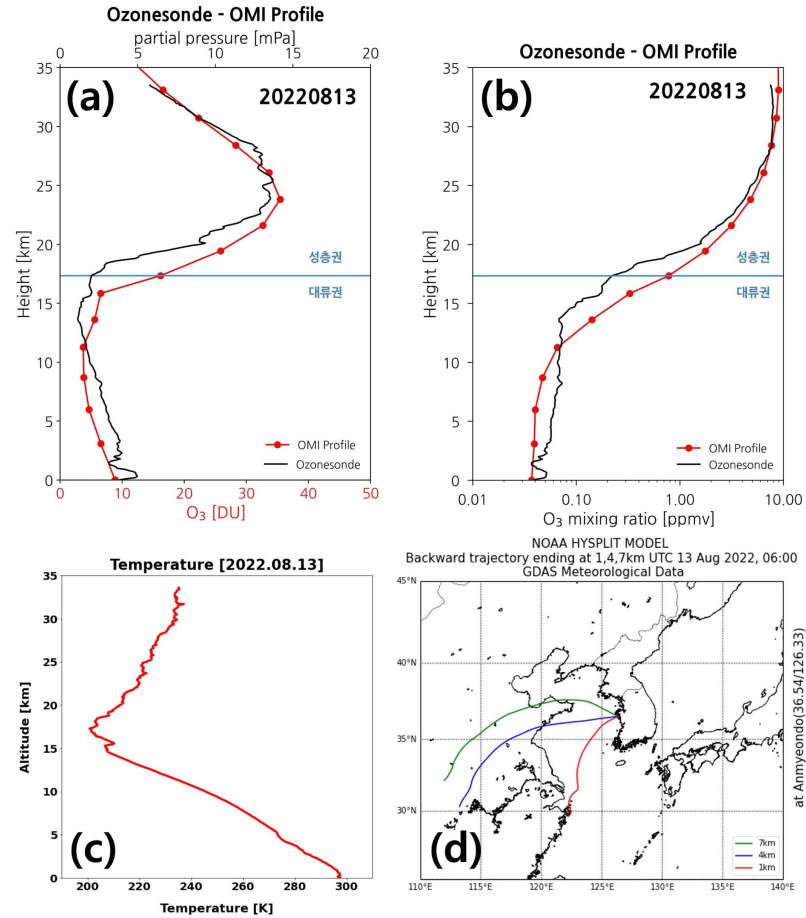 Ozonesonde - OMI Profile
partial pressure [mPa]
0 5 10 15 20
(a)
20220813
35
30
25
20
15
10
5
0
Height [km]
성층권
대류권
OMI Profile
Ozonesonde
0 10 20 30 40 50
O₃ [DU]
Ozonesonde - OMI Profile
(b)
20220813
35
30
25
20
15
10
5
0
Height [km]
성층권
대류권
OMI Profile
Ozonesonde
0.01 0.10 1.00 10.00
O₃ mixing ratio [ppmv]
Temperature [2022.08.13]
35
30
25
20
15
10
5
0
Altitude [km]
(c)
200 220 240 260 280 300
Temperature [K]
NOAA HYSPLIT MODEL
Backward trajectory ending at 1,4,7km UTC 13 Aug 2022, 06:00
GDAS Meteorological Data
45°N
40°N
35°N
30°N
(d)
7km
4km
1km
110°E 115°E 120°E 125°E 130°E 135°E 140°E
at Anmyeondo(36.54/126.33)